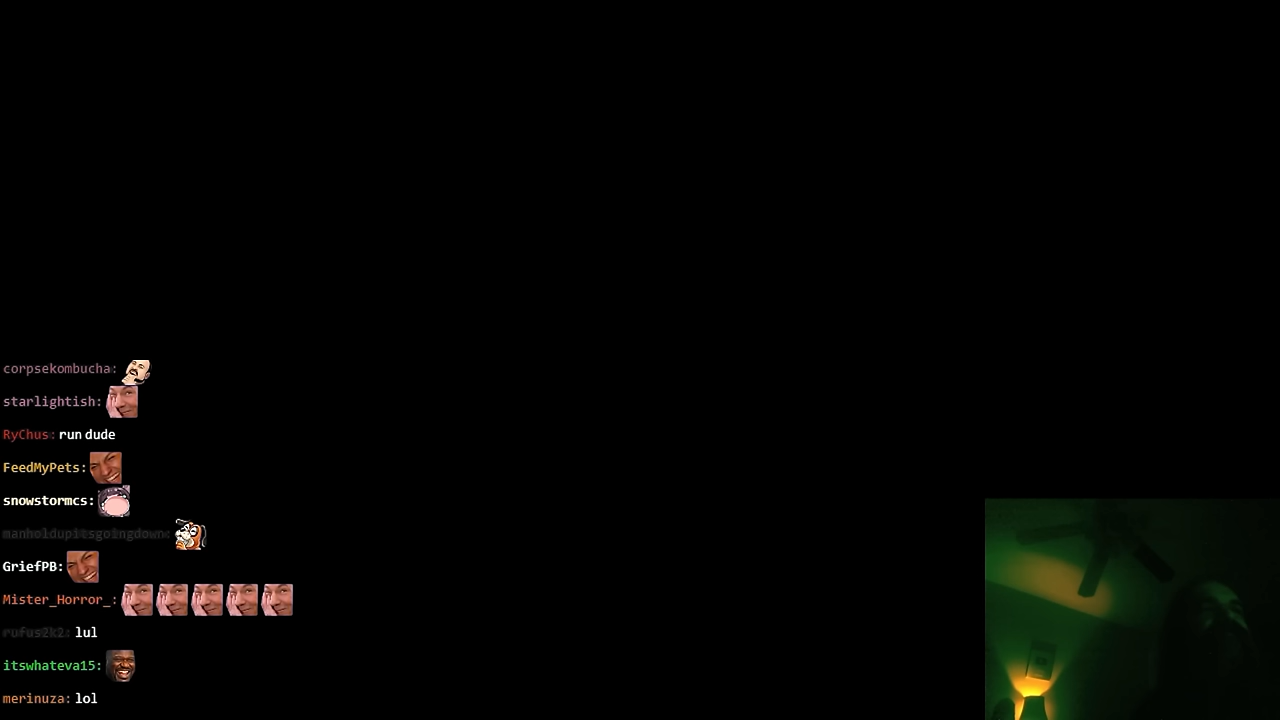 corpsekombucha:
starlightish:
RyChus: run dude
FeedMyPets:
snowstormcs:
manholdupitsgoingdown:
GriefPB:
Mister_Horror_:
rufus2k2: lul
itswhateva15:
merinuza: lol